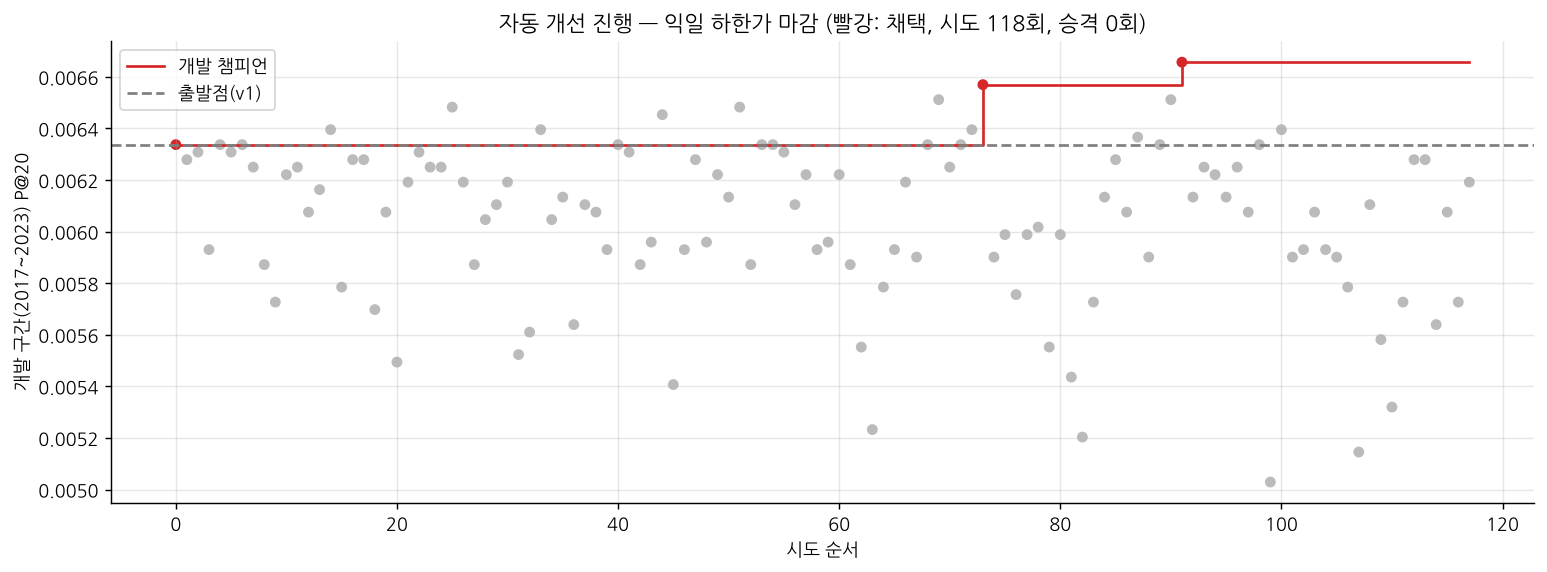 자동 개선 진행 — 익일 하한가 마감 (빨강: 채택, 시도 118회, 승격 0회)
개발 챔피언
출발점(v1)
개발 구간(2017~2023) P@20
0.0066
0.0064
0.0062
0.0060
0.0058
0.0056
0.0054
0.0052
0.0050
0 20 40 60 80 100 120
시도 순서